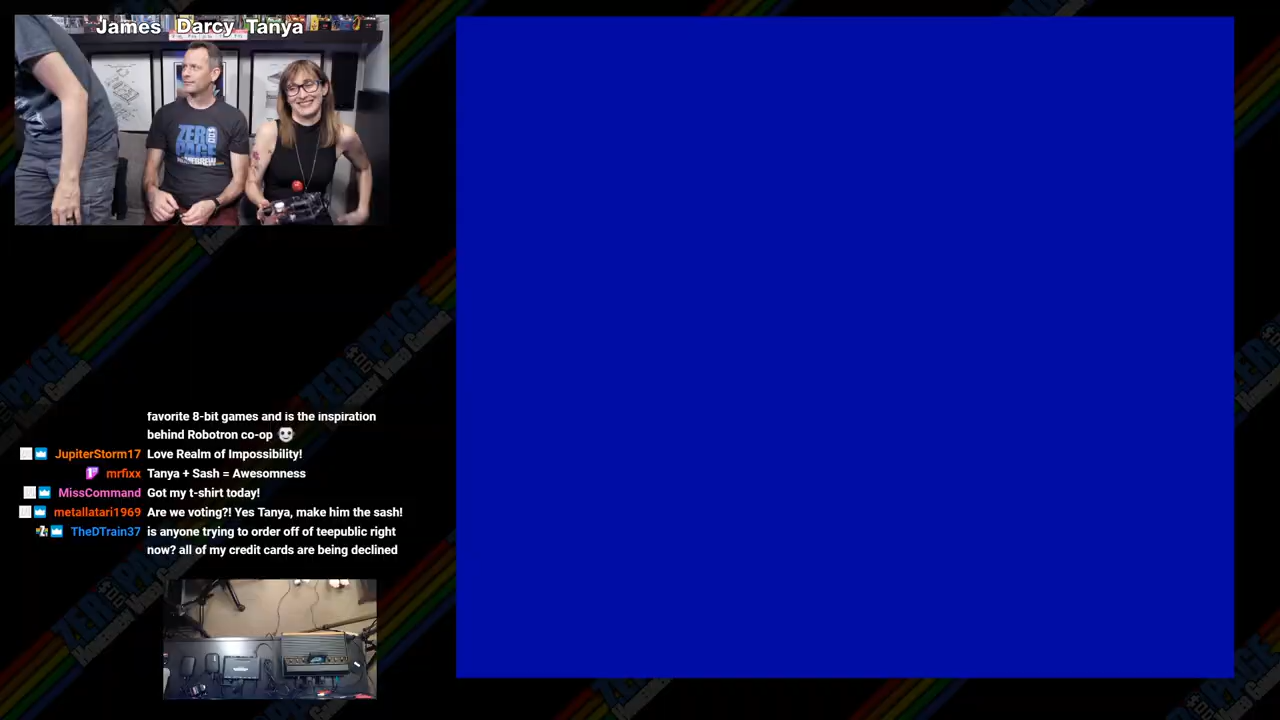 James Darcy Tanya
ZERO
PAGE
HOMEBREW
favorite 8-bit games and is the inspiration
behind Robotron co-op
JupiterStorm17 Love Realm of Impossibility!
mrfixx Tanya + Sash = Awesomness
MissCommand Got my t-shirt today!
metallatari1969 Are we voting?! Yes Tanya, make him the sash!
TheDTrain37 is anyone trying to order off of teepublic right
now? all of my credit cards are being declined